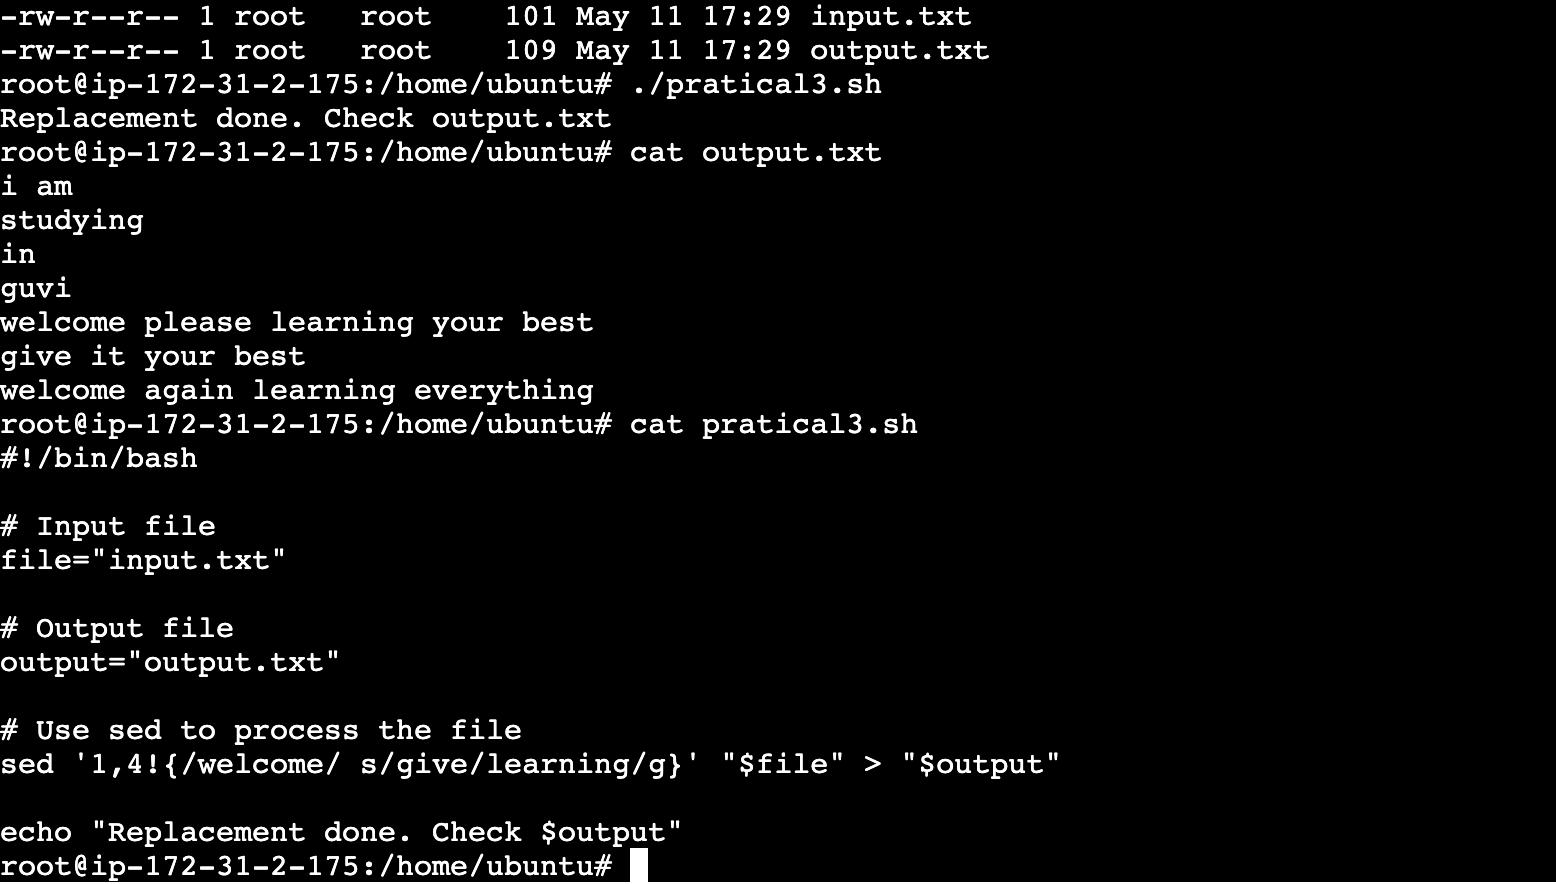 -rw-r--r-- 1 root   root    101 May 11 17:29 input.txt
-rw-r--r-- 1 root   root    109 May 11 17:29 output.txt
root@ip-172-31-2-175:/home/ubuntu# ./pratical3.sh
Replacement done. Check output.txt
root@ip-172-31-2-175:/home/ubuntu# cat output.txt
i am
studying
in
guvi
welcome please learning your best
give it your best
welcome again learning everything
root@ip-172-31-2-175:/home/ubuntu# cat pratical3.sh
#!/bin/bash

# Input file
file="input.txt"

# Output file
output="output.txt"

# Use sed to process the file
sed '1,4!{/welcome/ s/give/learning/g}' "$file" > "$output"

echo "Replacement done. Check $output"
root@ip-172-31-2-175:/home/ubuntu#